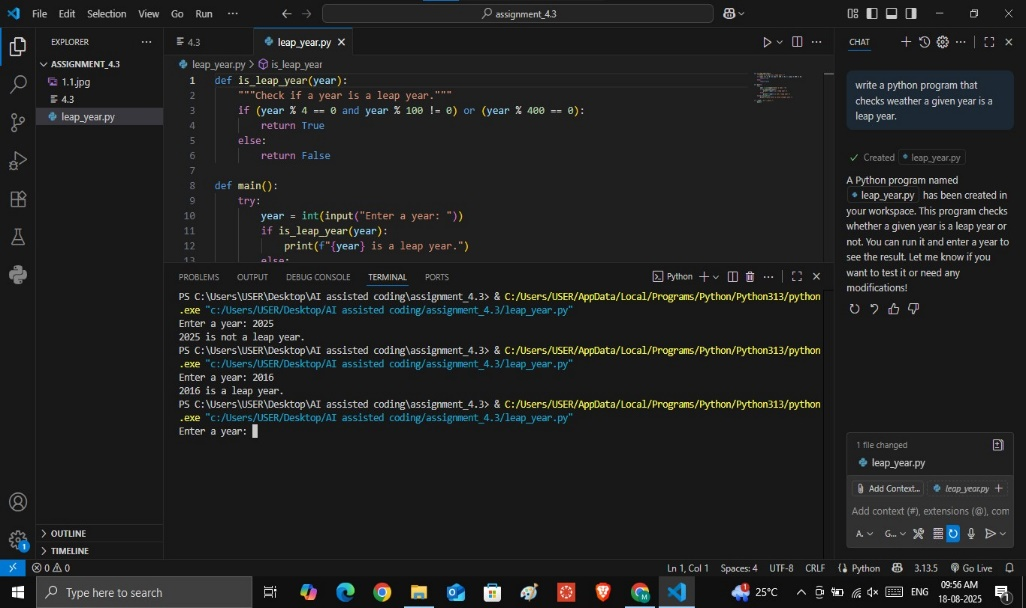 File Edit Selection View Go Run ··· ← → assignment_4.3
EXPLORER ···
ASSIGNMENT_4.3
1.1.jpg
4.3
leap_year.py
OUTLINE
TIMELINE
4.3 leap_year.py ×
leap_year.py > is_leap_year
1 def is_leap_year(year):
2 """Check if a year is a leap year."""
3 if (year % 4 == 0 and year % 100 != 0) or (year % 400 == 0):
4 return True
5 else:
6 return False
7
8 def main():
9 try:
10 year = int(input("Enter a year: "))
11 if is_leap_year(year):
12 print(f"{year} is a leap year.")
13 else:
PROBLEMS OUTPUT DEBUG CONSOLE TERMINAL PORTS Python
PS C:\Users\USER\Desktop\AI assisted coding\assignment_4.3> & C:/Users/USER/AppData/Local/Programs/Python/Python313/python
.exe "c:/Users/USER/Desktop/AI assisted coding/assignment_4.3/leap_year.py"
Enter a year: 2025
2025 is not a leap year.
PS C:\Users\USER\Desktop\AI assisted coding\assignment_4.3> & C:/Users/USER/AppData/Local/Programs/Python/Python313/python
.exe "c:/Users/USER/Desktop/AI assisted coding/assignment_4.3/leap_year.py"
Enter a year: 2016
2016 is a leap year.
PS C:\Users\USER\Desktop\AI assisted coding\assignment_4.3> & C:/Users/USER/AppData/Local/Programs/Python/Python313/python
.exe "c:/Users/USER/Desktop/AI assisted coding/assignment_4.3/leap_year.py"
Enter a year:
CHAT
write a python program that
checks weather a given year is a
leap year.
Created leap_year.py
A Python program named
leap_year.py has been created in
your workspace. This program checks
whether a given year is a leap year or
not. You can run it and enter a year to
see the result. Let me know if you
want to test it or need any
modifications!
1 file changed
leap_year.py
Add Context... leap_year.py +
Add context (#), extensions (@), com
A. G...
1
0 0 Ln 1, Col 1 Spaces: 4 UTF-8 CRLF Python 3.13.5 Go Live
Type here to search 25°C ENG
09:56 AM
18-08-2025